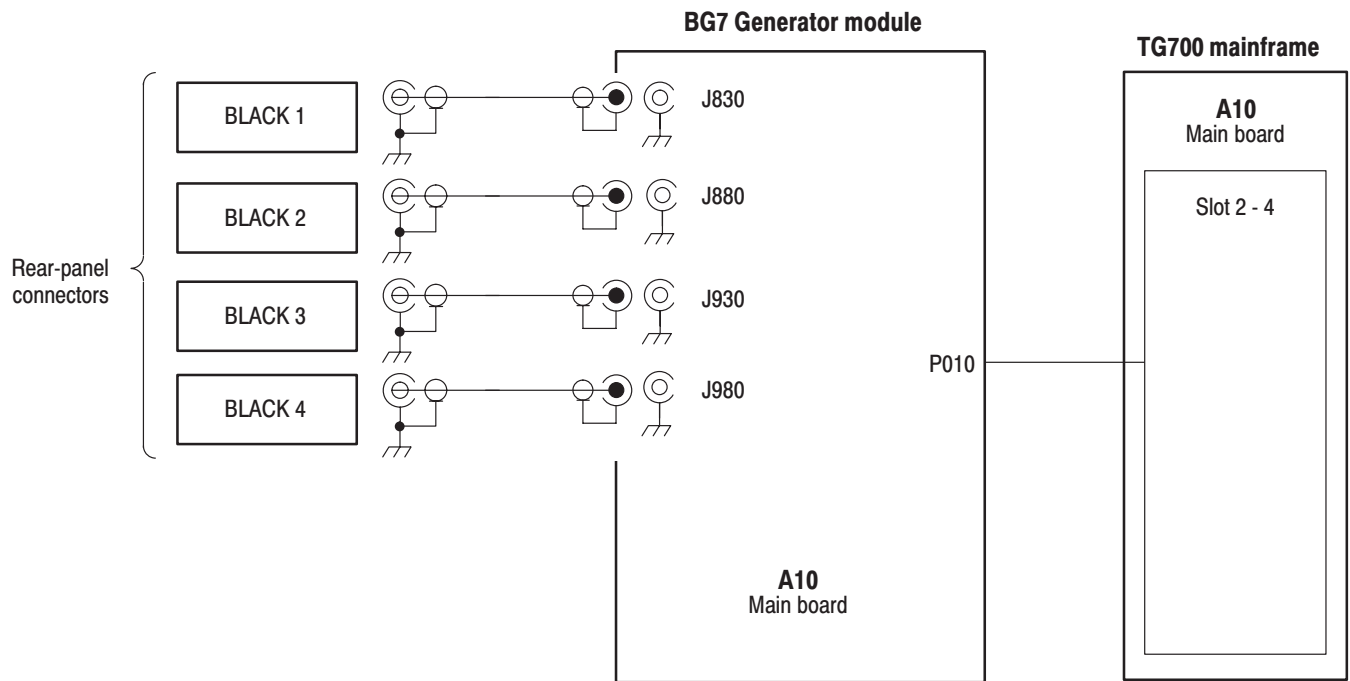 BG7 Generator module
TG700 mainframe
BLACK 1
J830
A10
Main board
BLACK 2
J880
Slot 2 - 4
Rear-panel
connectors
BLACK 3
J930
P010
BLACK 4
J980
A10
Main board